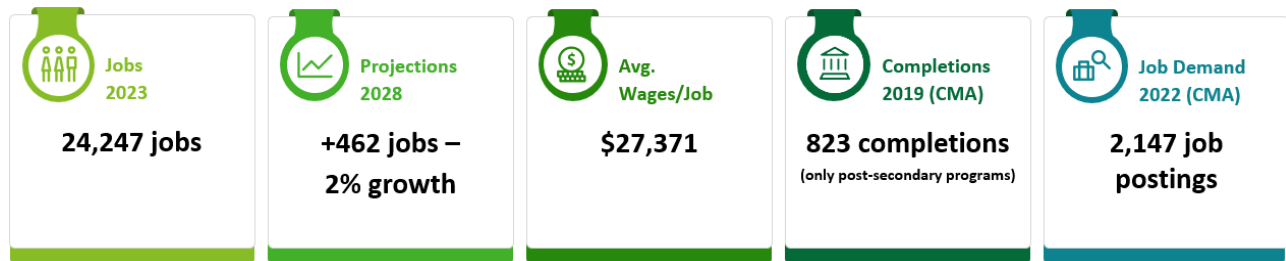 Jobs
2023
24,247 jobs
Projections
2028
+462 jobs –
2% growth
Avg.
Wages/Job
$27,371
Completions
2019 (CMA)
823 completions
(only post-secondary programs)
Job Demand
2022 (CMA)
2,147 job
postings